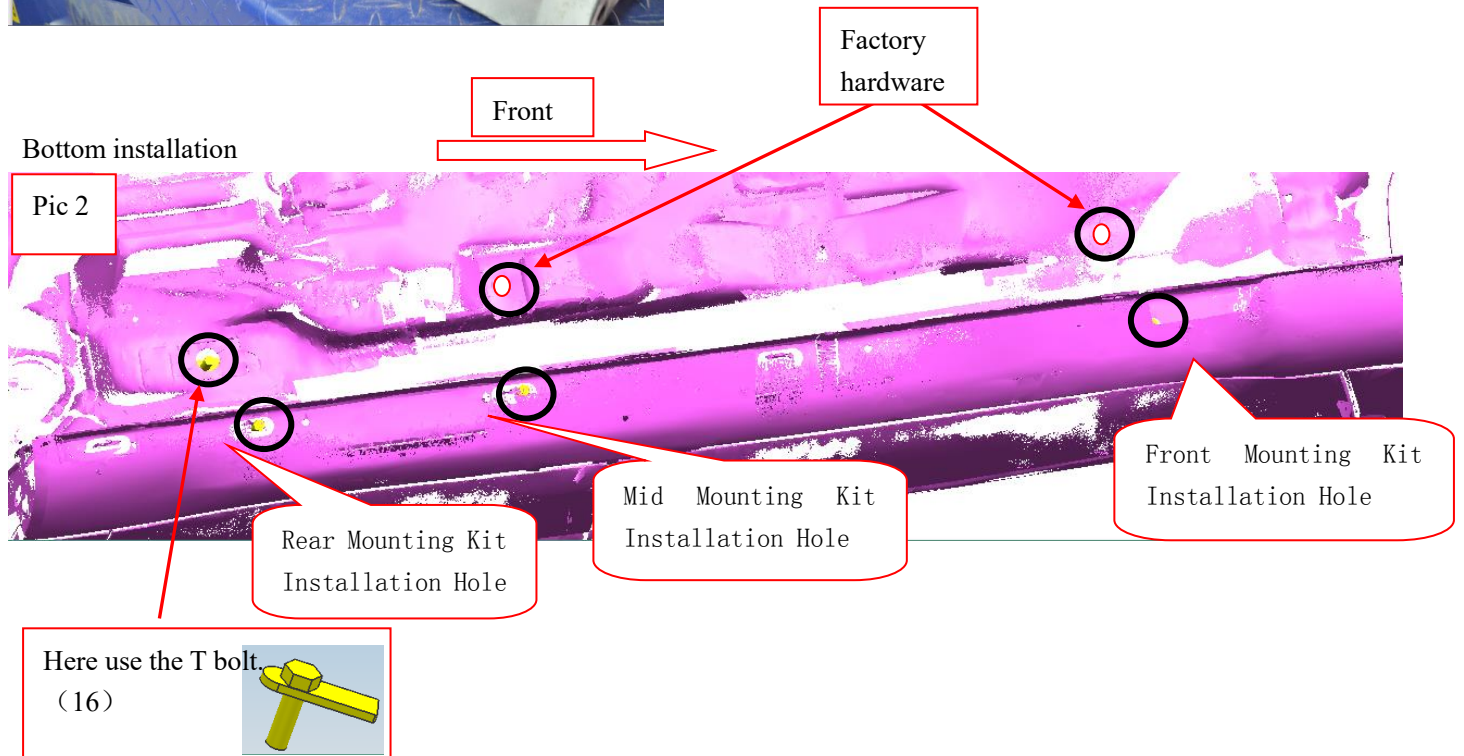 Factory
hardware
Front
Bottom installation
Pic 2
Front Mounting Kit
Installation Hole
Mid Mounting Kit
Installation Hole
Rear Mounting Kit
Installation Hole
Here use the T bolt.
（16）